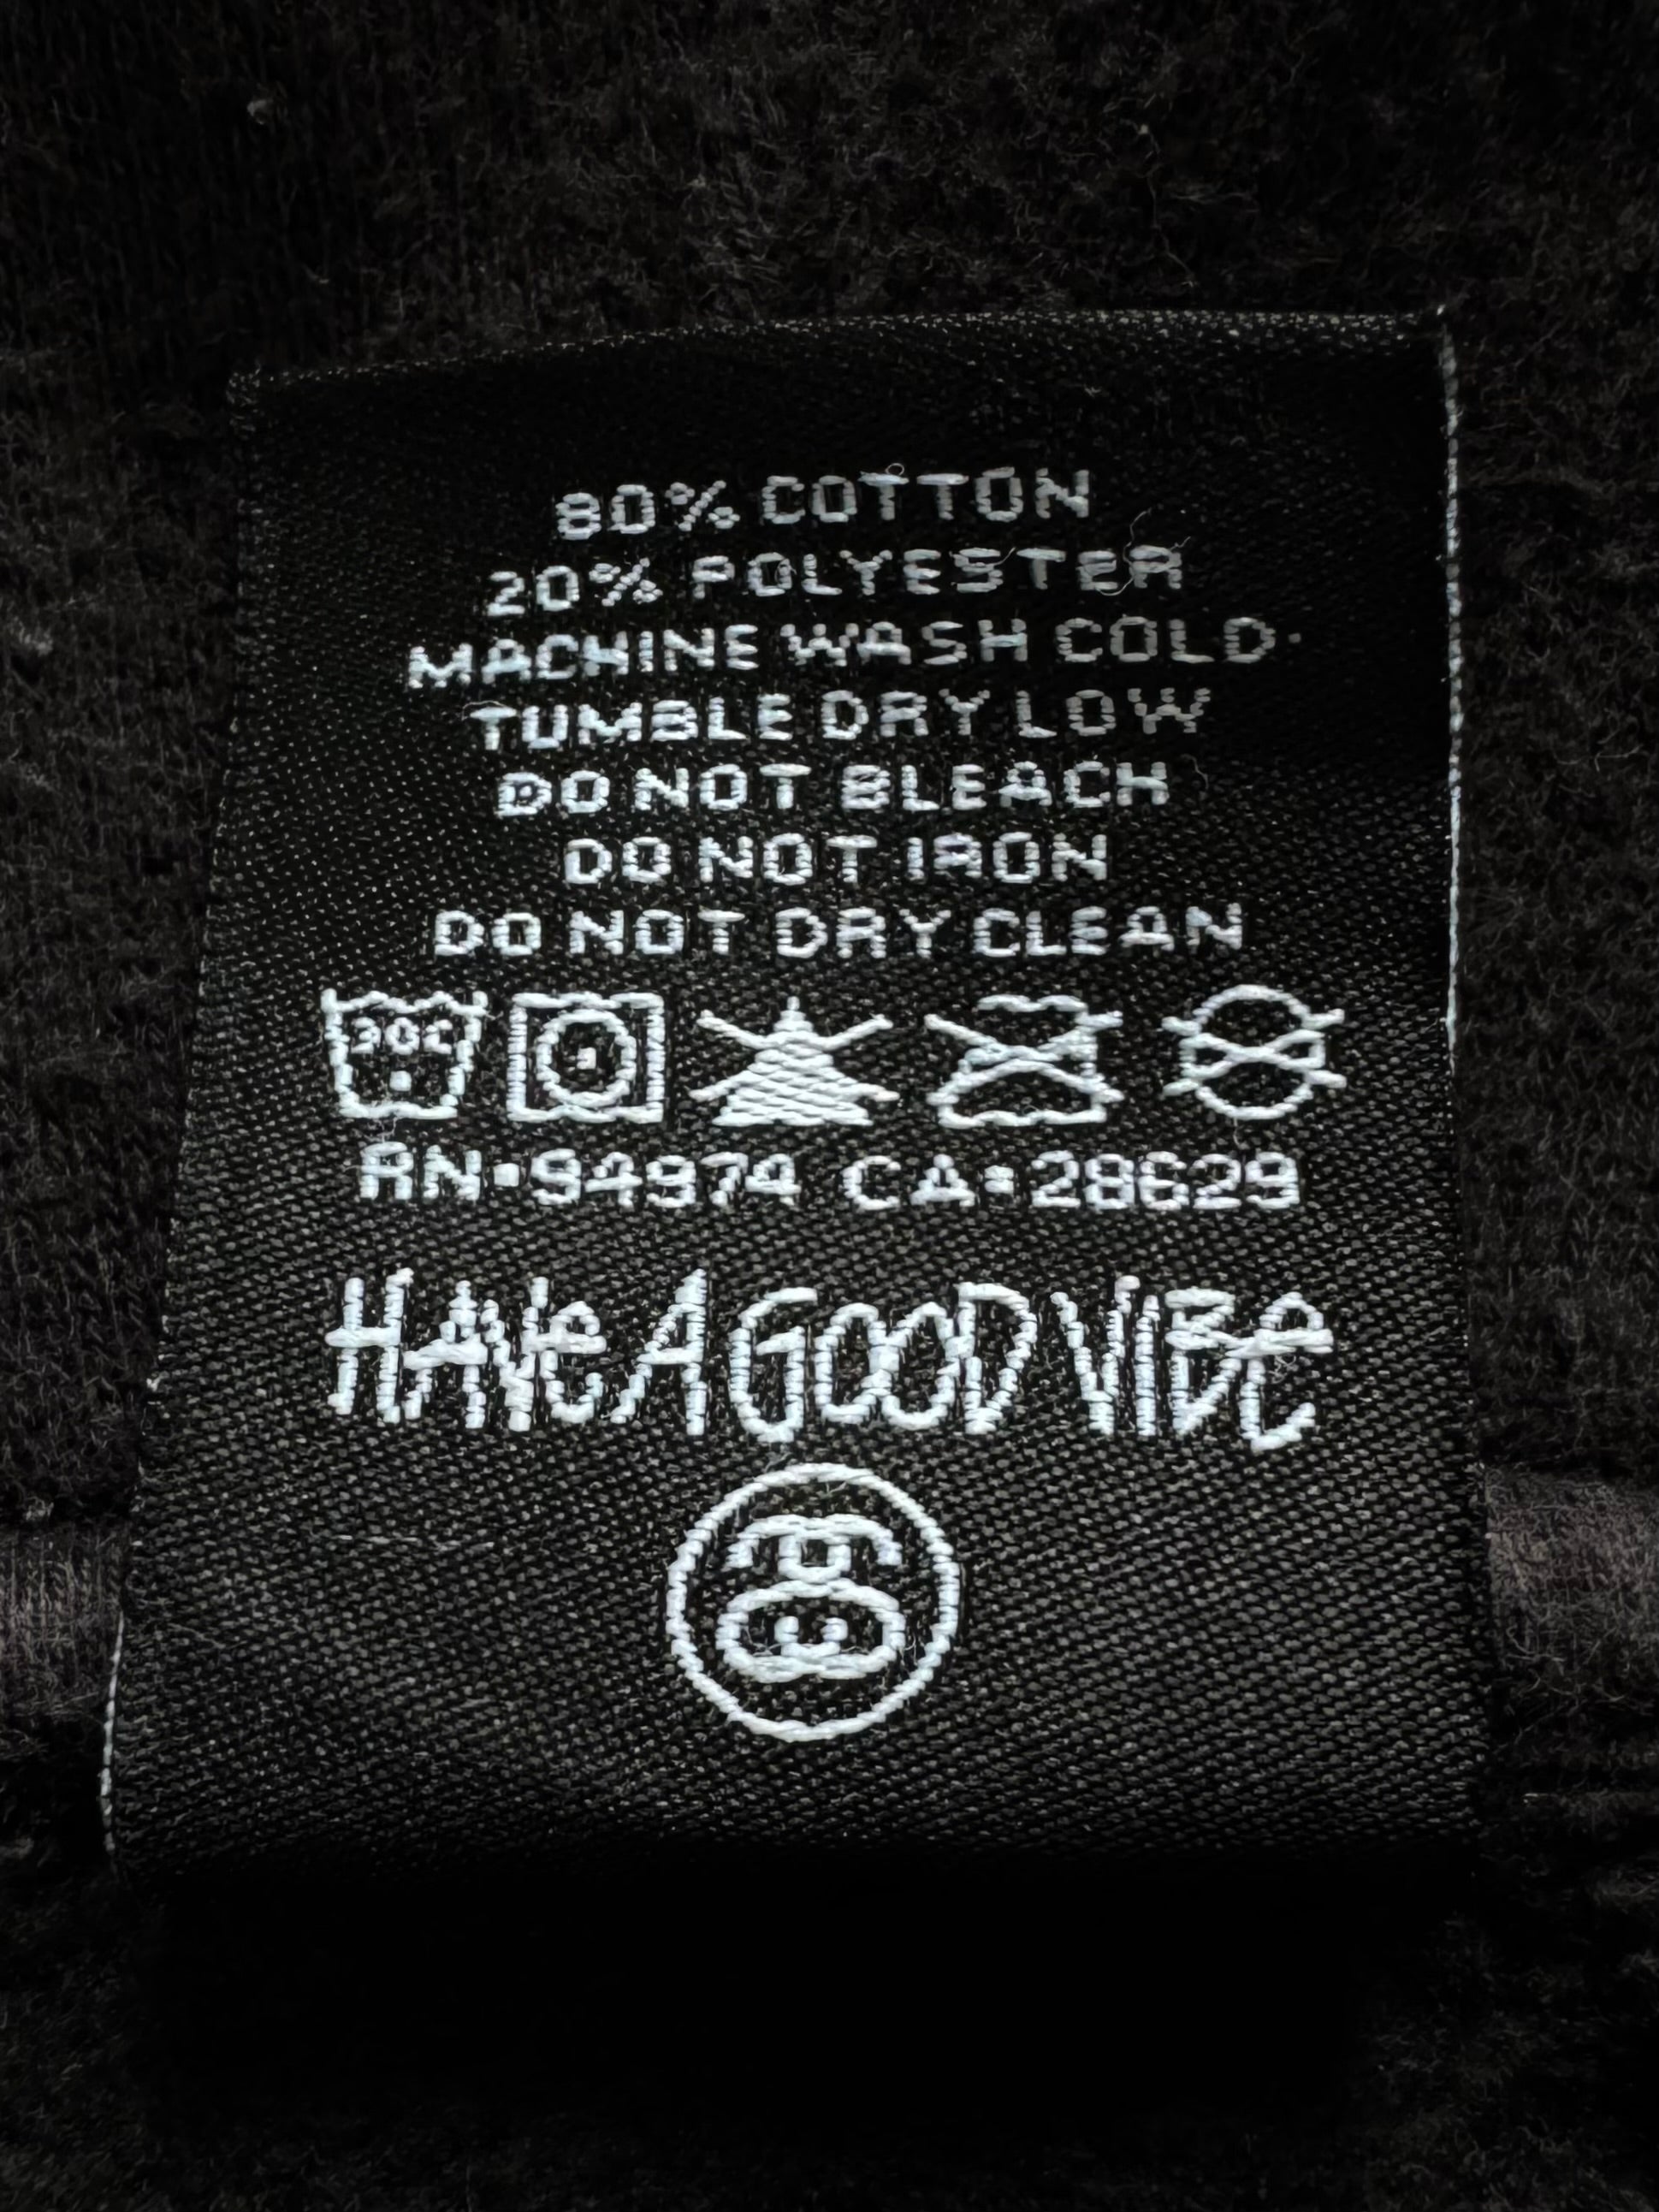 80% COTTON
20% POLYESTER
MACHINE WASH COLD
TUMBLE DRY LOW
DO NOT BLEACH
DO NOT IRON
DO NOT DRY CLEAN
30C
RN•94974 CA•28629
HAVE A GOOD VIBE